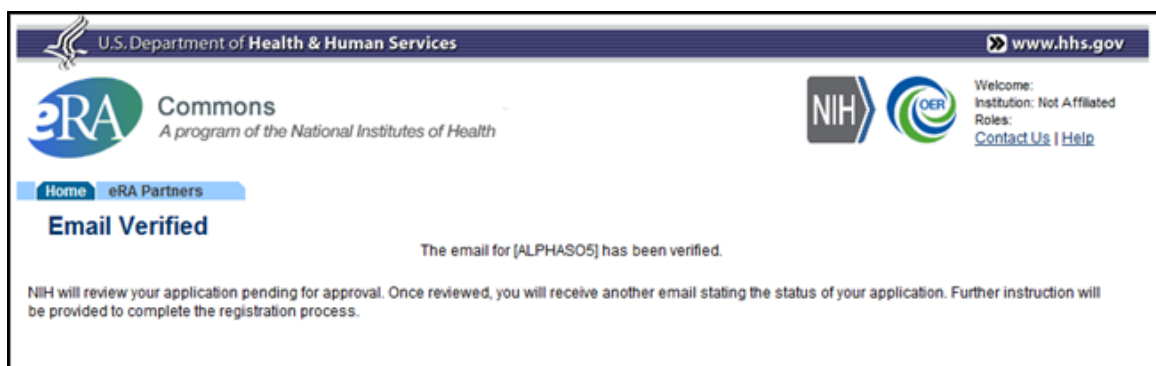 U.S. Department of Health & Human Services
www.hhs.gov
eRA
Commons
A program of the National Institutes of Health
NIH
OER
Welcome:
Institution: Not Affiliated
Roles:
Contact Us | Help
Home eRA Partners
Email Verified
The email for [ALPHASO5] has been verified.
NIH will review your application pending for approval. Once reviewed, you will receive another email stating the status of your application. Further instruction will
be provided to complete the registration process.